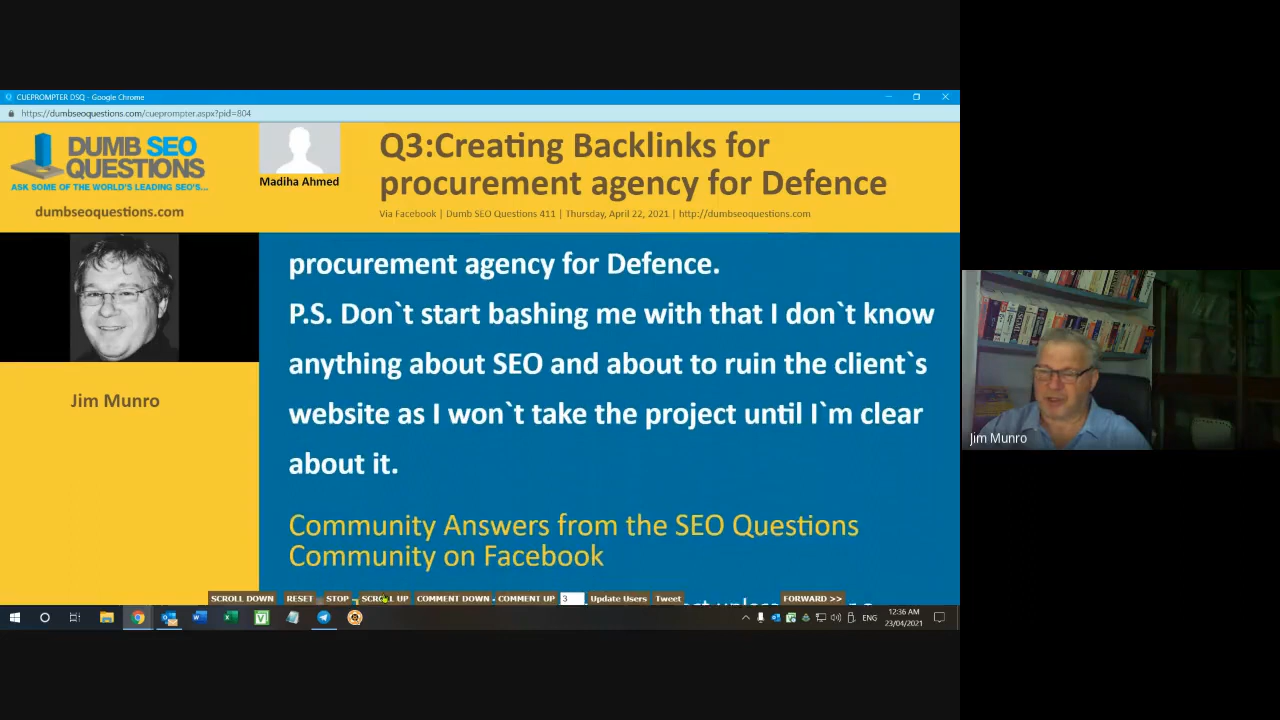 CUEPROMPTER DSQ - Google Chrome
https://dumbseoquestions.com/cueprompter.aspx?pid=804
DUMB SEO
QUESTIONS
ASK SOME OF THE WORLD'S LEADING SEO'S...
dumbseoquestions.com
Madiha Ahmed
Q3:Creating Backlinks for
procurement agency for Defence
Via Facebook | Dumb SEO Questions 411 | Thursday, April 22, 2021 | http://dumbseoquestions.com
Jim Munro
procurement agency for Defence.
P.S. Don`t start bashing me with that I don`t know
anything about SEO and about to ruin the client`s
website as I won`t take the project until I`m clear
about it.
Community Answers from the SEO Questions
Community on Facebook
SCROLL DOWN RESET STOP SCROLL UP COMMENT DOWN COMMENT UP 3 Update Users Tweet FORWARD >>
ENG
12:36 AM
23/04/2021
Jim Munro